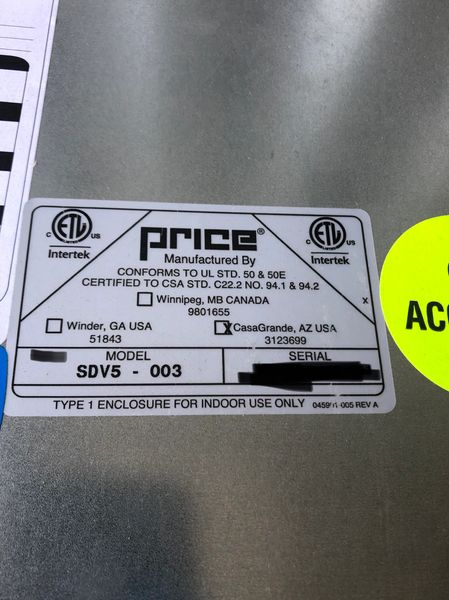 C ETL US
Intertek
price®
C ETL US
Intertek
Manufactured By
CONFORMS TO UL STD. 50 & 50E
CERTIFIED TO CSA STD. C22.2 NO. 94.1 & 94.2
Winnipeg, MB CANADA
9801655
X
Winder, GA USA
51843
X CasaGrande, AZ USA
3123699
MODEL
SDV5 - 003
SERIAL
TYPE 1 ENCLOSURE FOR INDOOR USE ONLY
REV A